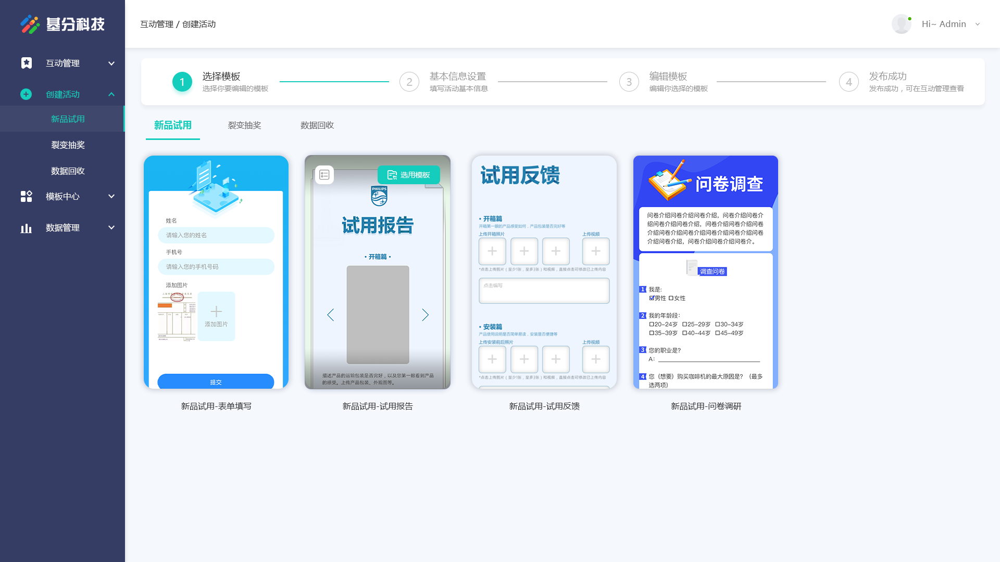 基分科技
互动管理 / 创建活动
Hi~ Admin
互动管理
创建活动
新品试用
裂变抽奖
数据回收
模板中心
数据管理
1
选择模板
选择你要编辑的模板
2
基本信息设置
填写活动基本信息
3
编辑模板
编辑你选择的模板
4
发布成功
发布成功，可在互动管理查看
新品试用
裂变抽奖
数据回收
姓名
请输入您的姓名
手机号
请输入您的手机号码
添加图片
添加图片
提交
新品试用-表单填写
选用模板
PHILIPS
试用报告
• 开箱篇 •
描述产品的运输包装是否完好，以及您第一眼看到产品
的感受。上传产品包装、外观图等。
新品试用-试用报告
试用反馈
• 开箱篇
开箱第一眼的产品感受如何，产品包装是否完好等
上传开箱照片
上传视频
*点击上传图片（至少1张，至多3张）和视频，直接点击可修改已上传内容
点击编写
• 安装篇
产品使用说明是否简单易读，安装是否便捷等
上传安装前后照片
上传视频
*点击上传图片（至少1张，至多3张）和视频，直接点击可修改已上传内容
新品试用-试用反馈
问卷调查
问卷介绍问卷介绍问卷介绍，问卷介绍问卷介
绍问卷介绍问卷介绍，问卷介绍问卷介绍问卷
介绍问卷介绍问卷介绍问卷介绍问卷介绍问卷
介绍问卷介绍，问卷介绍问卷介绍问卷介。
调查问卷
1 我是:
男性 女性
2 我的年龄段:
20-24岁 25-29岁 30-34岁
35-39岁 40-44岁 45-49岁
3 您的职业是?
A:
4 您（想要）购买咖啡机的最大原因是? （最多
选两项)
新品试用-问卷调研